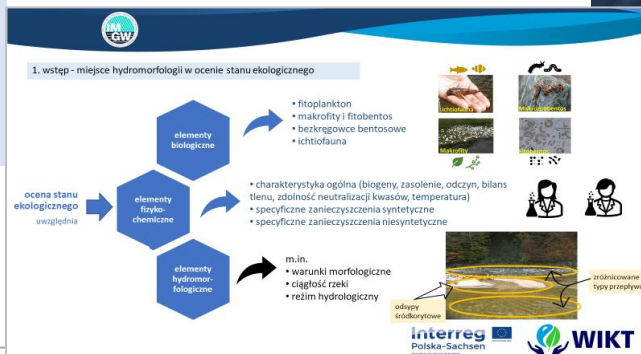 IM
GW
1. wstęp - miejsce hydromorfologii w ocenie stanu ekologicznego
• fitoplankton
• makrofity i fitobentos
• bezkręgowce bentosowe
• ichtiofauna
elementy
biologiczne
Ichtiofauna
Makrofity
ocena stanu
ekologicznego
uwzględnia
elementy
fizyko-
chemiczne
• charakterystyka ogólna (biogeny, zasolenie, odczyn, bilans
tlenu, zdolność neutralizacji kwasów, temperatura)
• specyficzne zanieczyszczenia syntetyczne
• specyficzne zanieczyszczenia niesyntetyczne
elementy
hydromor-
fologiczne
m.in.
• warunki morfologiczne
• ciągłość rzeki
• reżim hydrologiczny
zróżnicowane
typy przepływu
odsypy
śródkorytowe
Interreg
Polska-Sachsen
WIKT